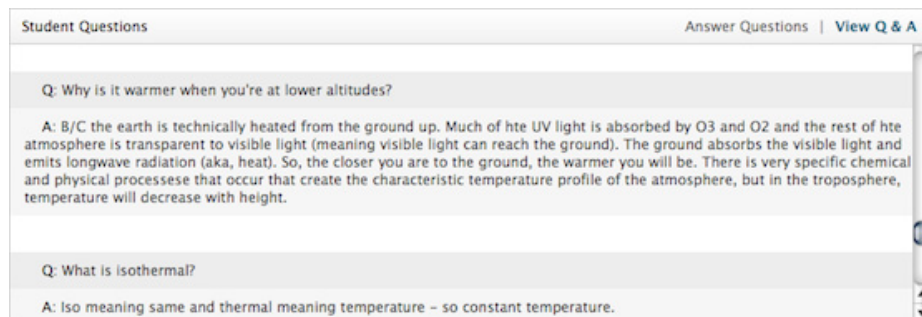 Student Questions Answer Questions | View Q & A
Q: Why is it warmer when you're at lower altitudes?
A: B/C the earth is technically heated from the ground up. Much of hte UV light is absorbed by O3 and O2 and the rest of hte
atmosphere is transparent to visible light (meaning visible light can reach the ground). The ground absorbs the visible light and
emits longwave radiation (aka, heat). So, the closer you are to the ground, the warmer you will be. There is very specific chemical
and physical processese that occur that create the characteristic temperature profile of the atmosphere, but in the troposphere,
temperature will decrease with height.
Q: What is isothermal?
A: Iso meaning same and thermal meaning temperature – so constant temperature.